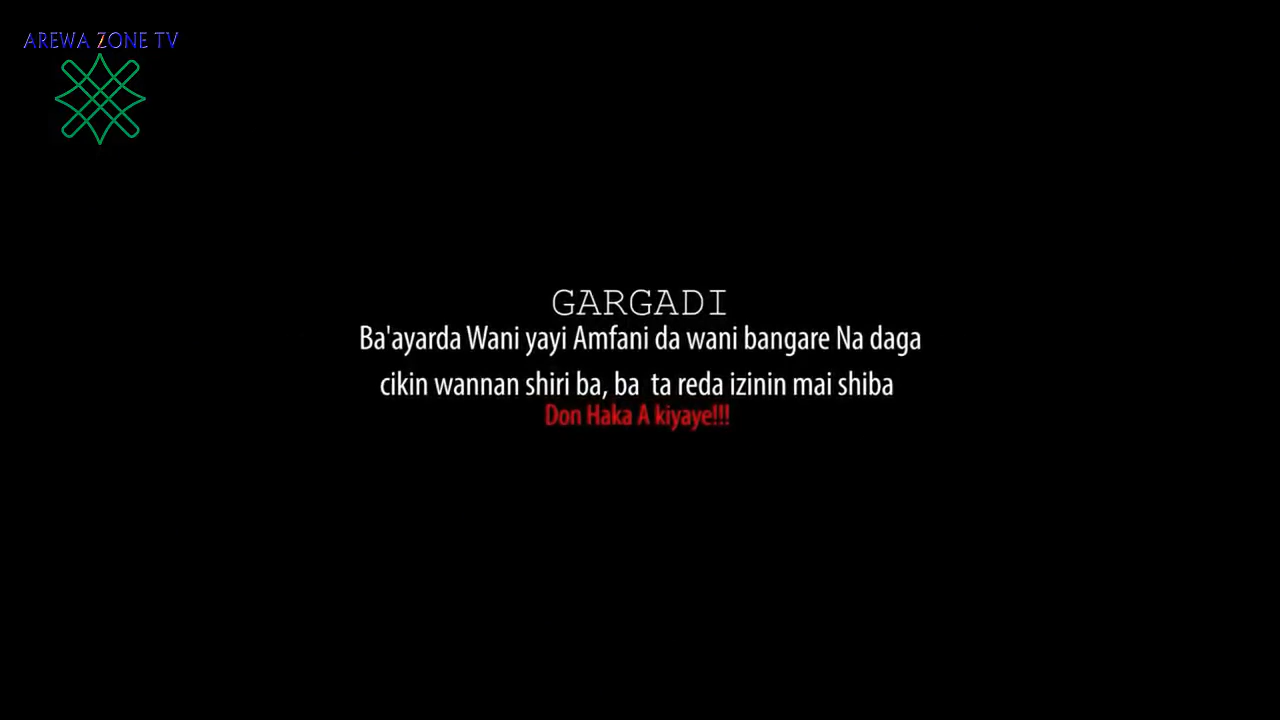 AREWA ZONE TV
GARGADI
Ba'ayarda Wani yayi Amfani da wani bangare Na daga
cikin wannan shiri ba, ba ta reda izinin mai shiba
Don Haka A kiyaye!!!